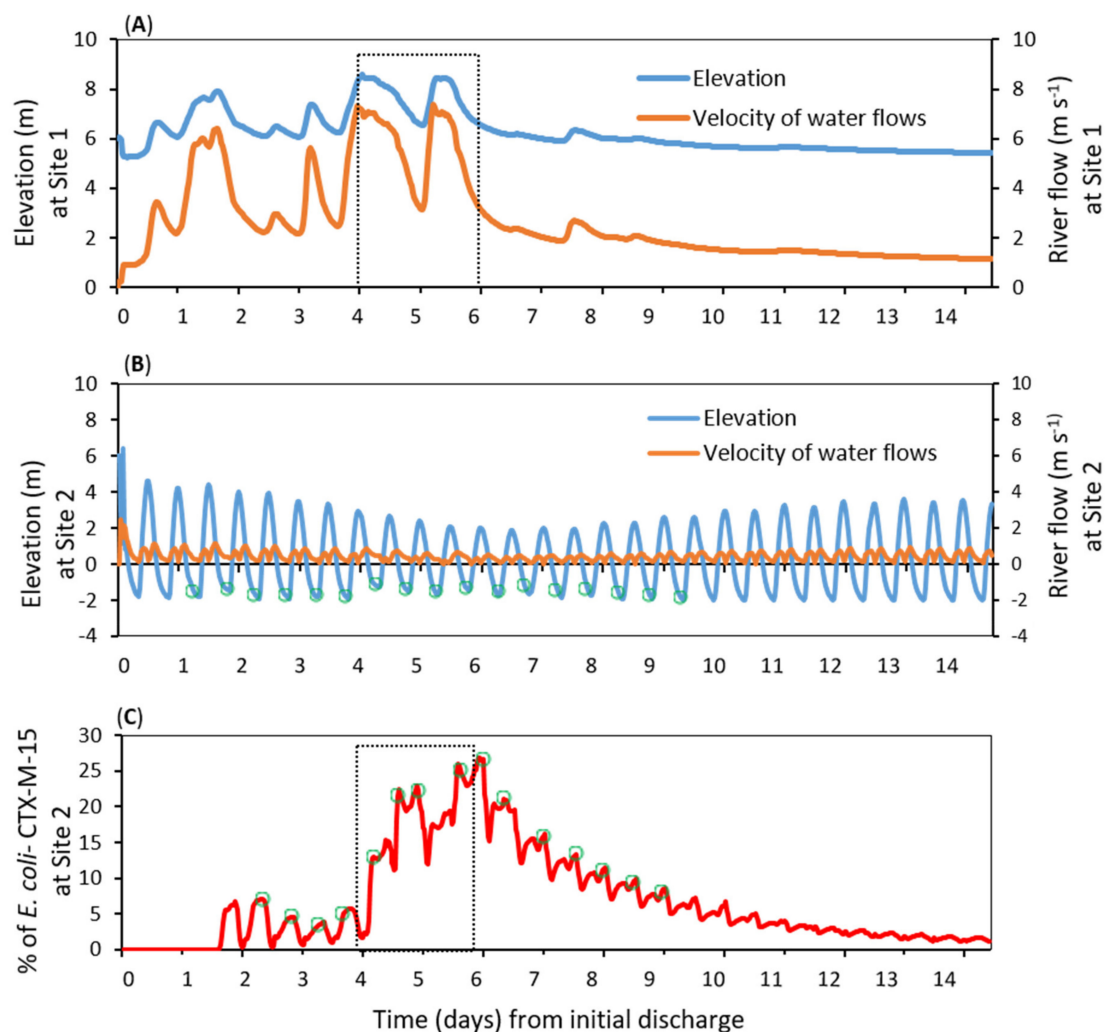 (A)
10
8
6
4
2
0
Elevation (m)
at Site 1
Elevation
Velocity of water flows
10
8
6
4
2
0
River flow (m s⁻¹)
at Site 1
0 1 2 3 4 5 6 7 8 9 10 11 12 13 14
(B)
10
8
6
4
2
0
-2
-4
Elevation (m)
at Site 2
Elevation
Velocity of water flows
10
8
6
4
2
0
-2
-4
River flow (m s⁻¹)
at Site 2
0 1 2 3 4 5 6 7 8 9 10 11 12 13 14
(C)
30
25
20
15
10
5
0
% of E. coli- CTX-M-15
at Site 2
0 1 2 3 4 5 6 7 8 9 10 11 12 13 14
Time (days) from initial discharge